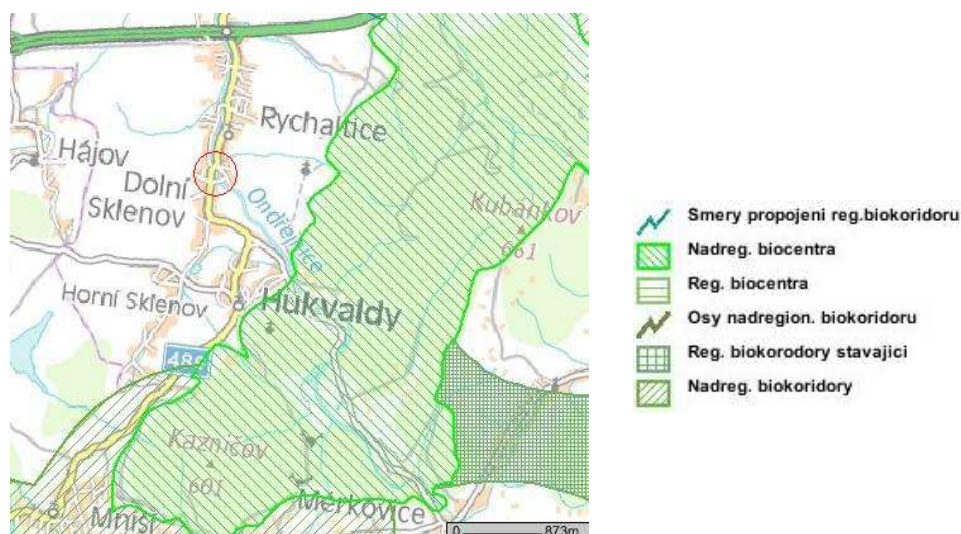 Rychaltice
Hájov
Dolní
Sklenov
Ondřejnice
Kubánkov
661
Horní Sklenov
Hukvaldy
486
Kazničov
601
Měrkovice
Mniší
0 873m
Smery propojeni reg.biokoridoru
Nadreg. biocentra
Reg. biocentra
Osy nadregion. biokoridoru
Reg. biokorodory stavajici
Nadreg. biokoridory